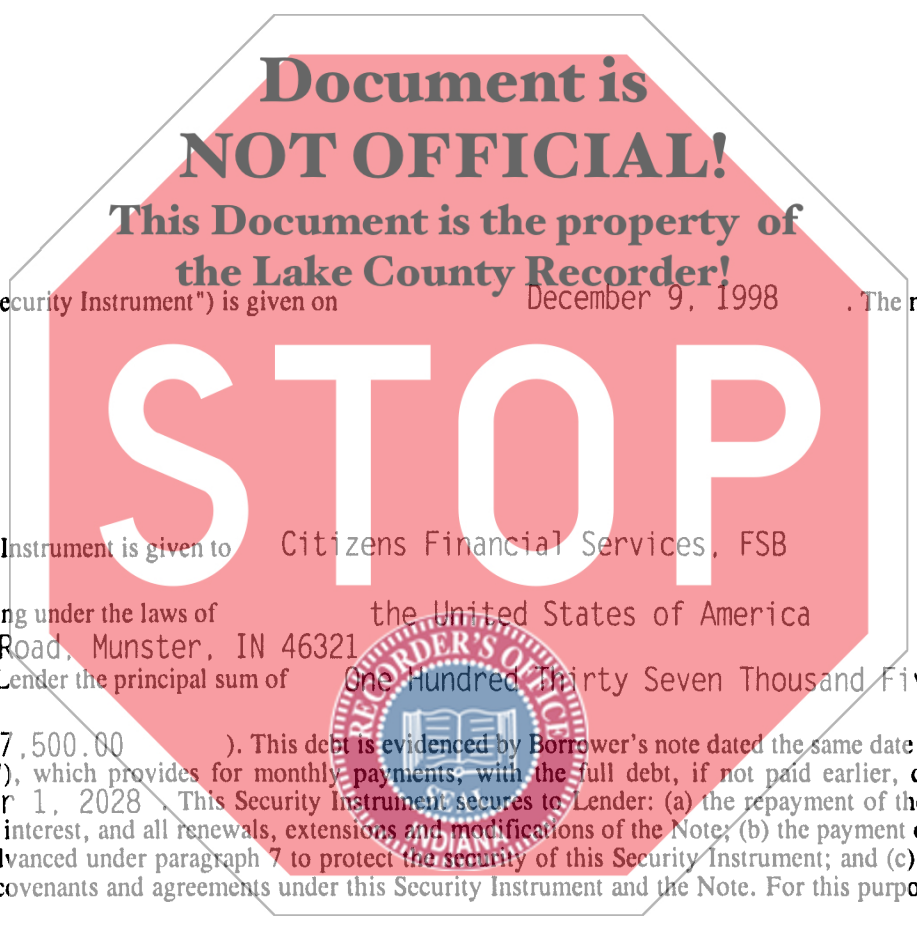 Document is
NOT OFFICIAL!
This Document is the property of
the Lake County Recorder!
ecurity Instrument") is given on December 9, 1998 . The
STOP
Instrument is given to Citizens Financial Services, FSB
ng under the laws of the United States of America
Road, Munster, IN 46321
Lender the principal sum of One Hundred Thirty Seven Thousand Fi
7,500.00 ). This debt is evidenced by Borrower's note dated the same date
"), which provides for monthly payments, with the full debt, if not paid earlier,
r 1, 2028 . This Security Instrument secures to Lender: (a) the repayment of th
interest, and all renewals, extensions and modifications of the Note; (b) the payment
dvanced under paragraph 7 to protect the security of this Security Instrument; and (c)
covenants and agreements under this Security Instrument and the Note. For this purpo
RECORDER'S OFFICE
SEAL
INDIANA